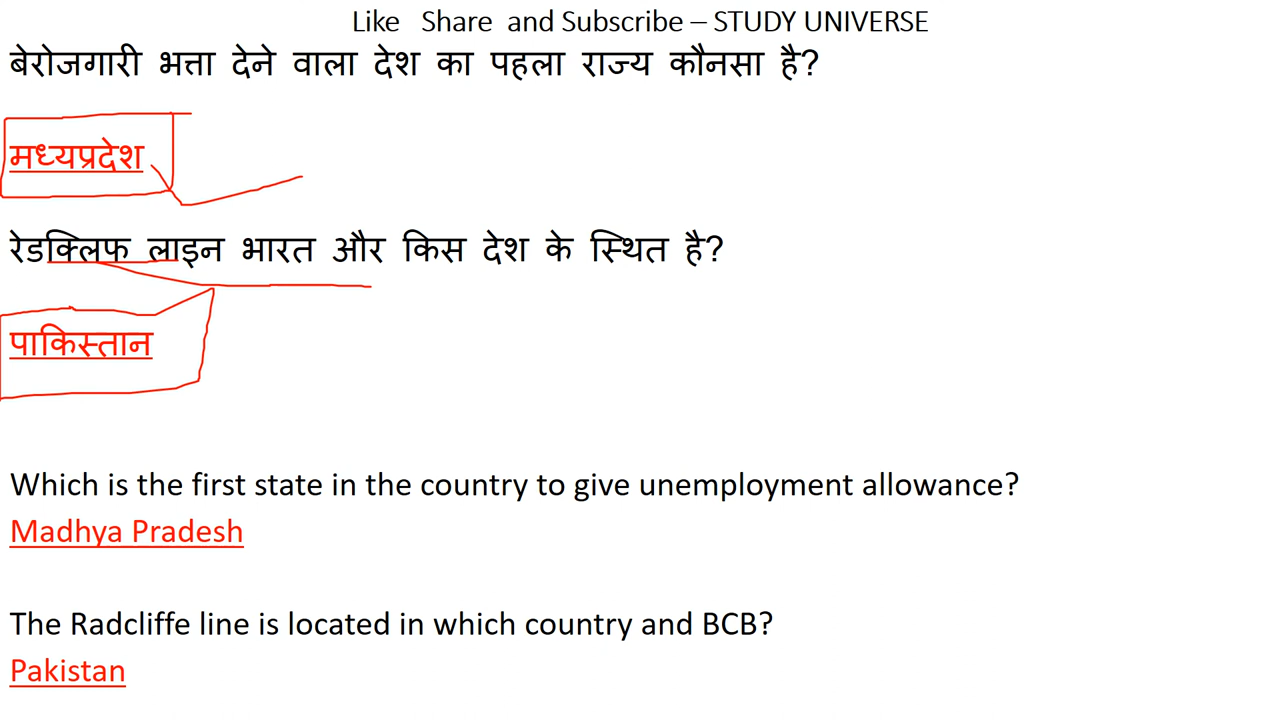 Like Share and Subscribe – STUDY UNIVERSE
बेरोजगारी भत्ता देने वाला देश का पहला राज्य कौनसा है?
मध्यप्रदेश
रेडक्लिफ लाइन भारत और किस देश के स्थित है?
पाकिस्तान
Which is the first state in the country to give unemployment allowance?
Madhya Pradesh
The Radcliffe line is located in which country and BCB?
Pakistan